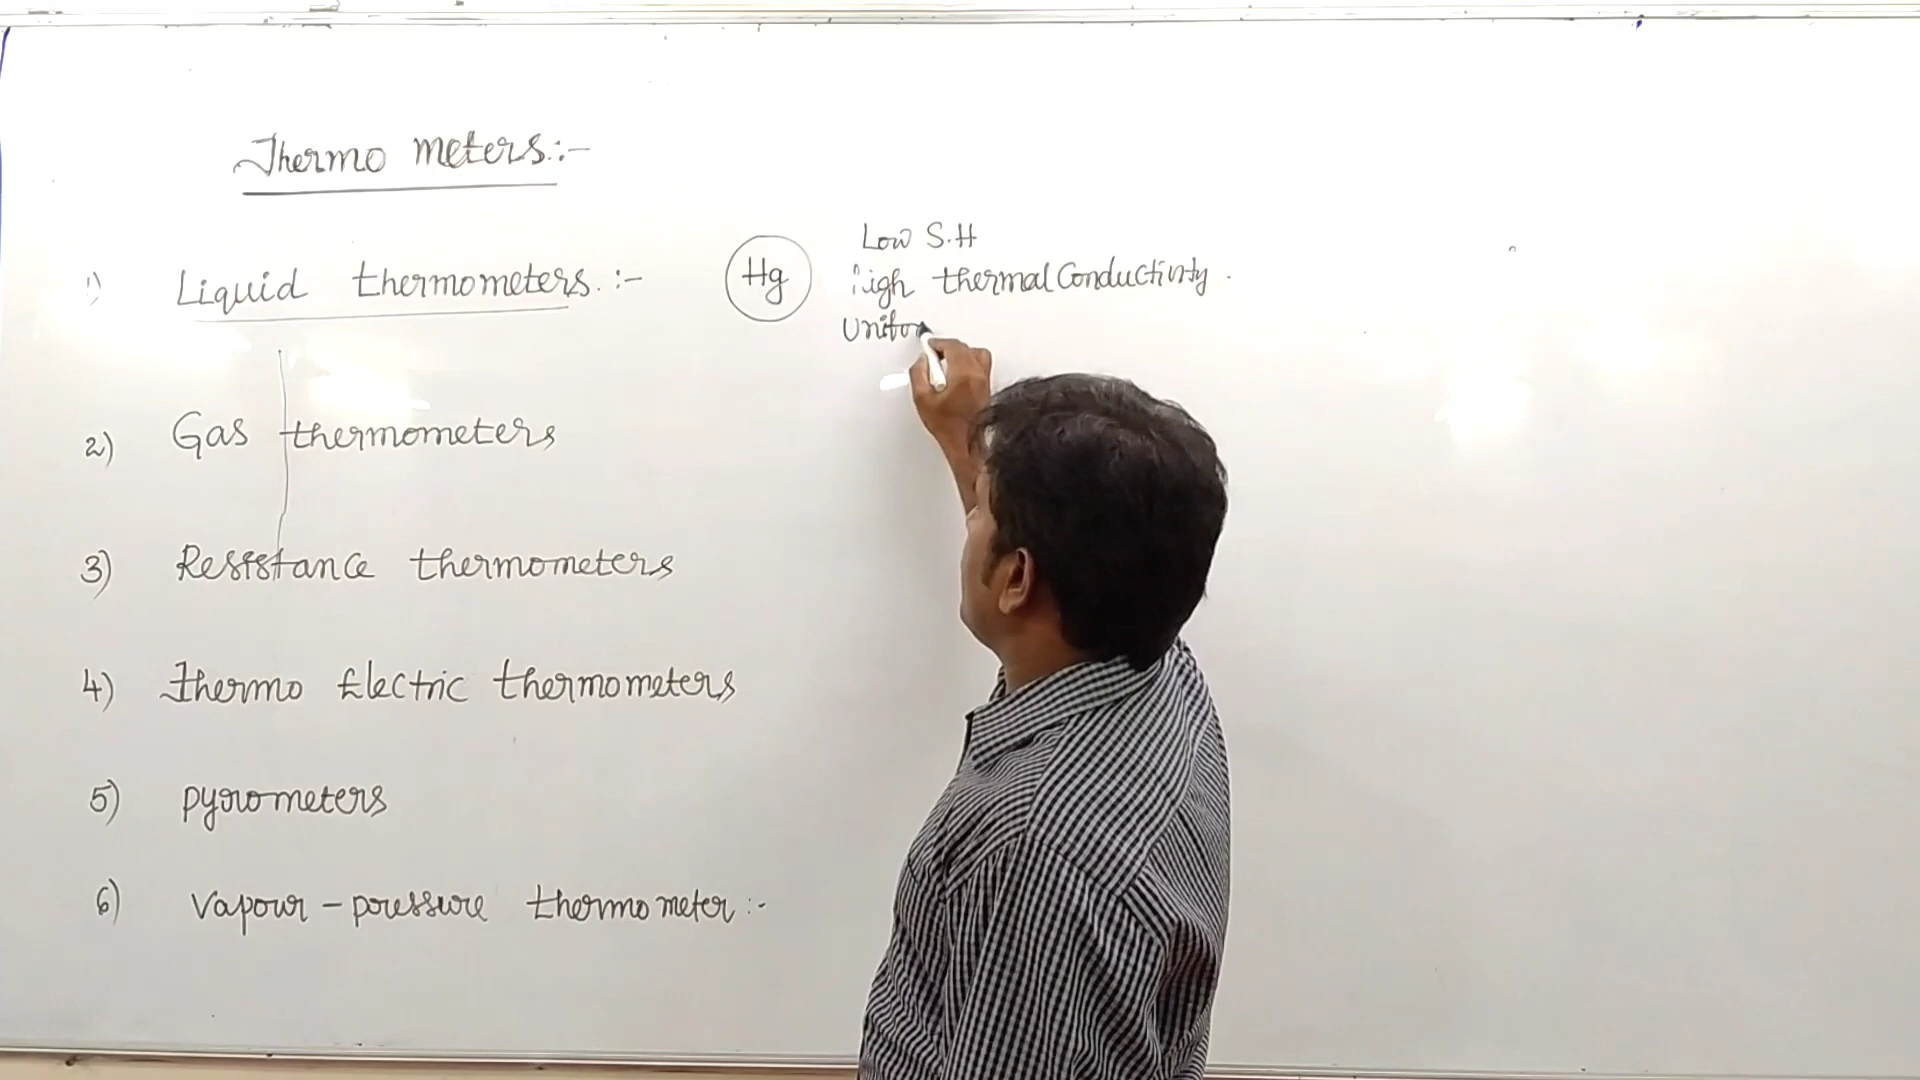 Thermo meters:-
1) Liquid thermometers:-
Hg
Low S.H
high thermal Conductivity.
Unifor
2) Gas thermometers
3) Resistance thermometers
4) Thermo Electric thermometers
5) Pyrometers
6) Vapour-pressure thermometer:-